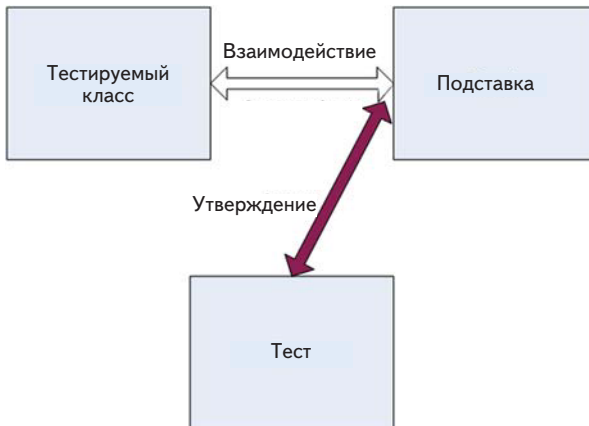 Взаимодействие
Тестируемый
класс
Подставка
Утверждение
Тест